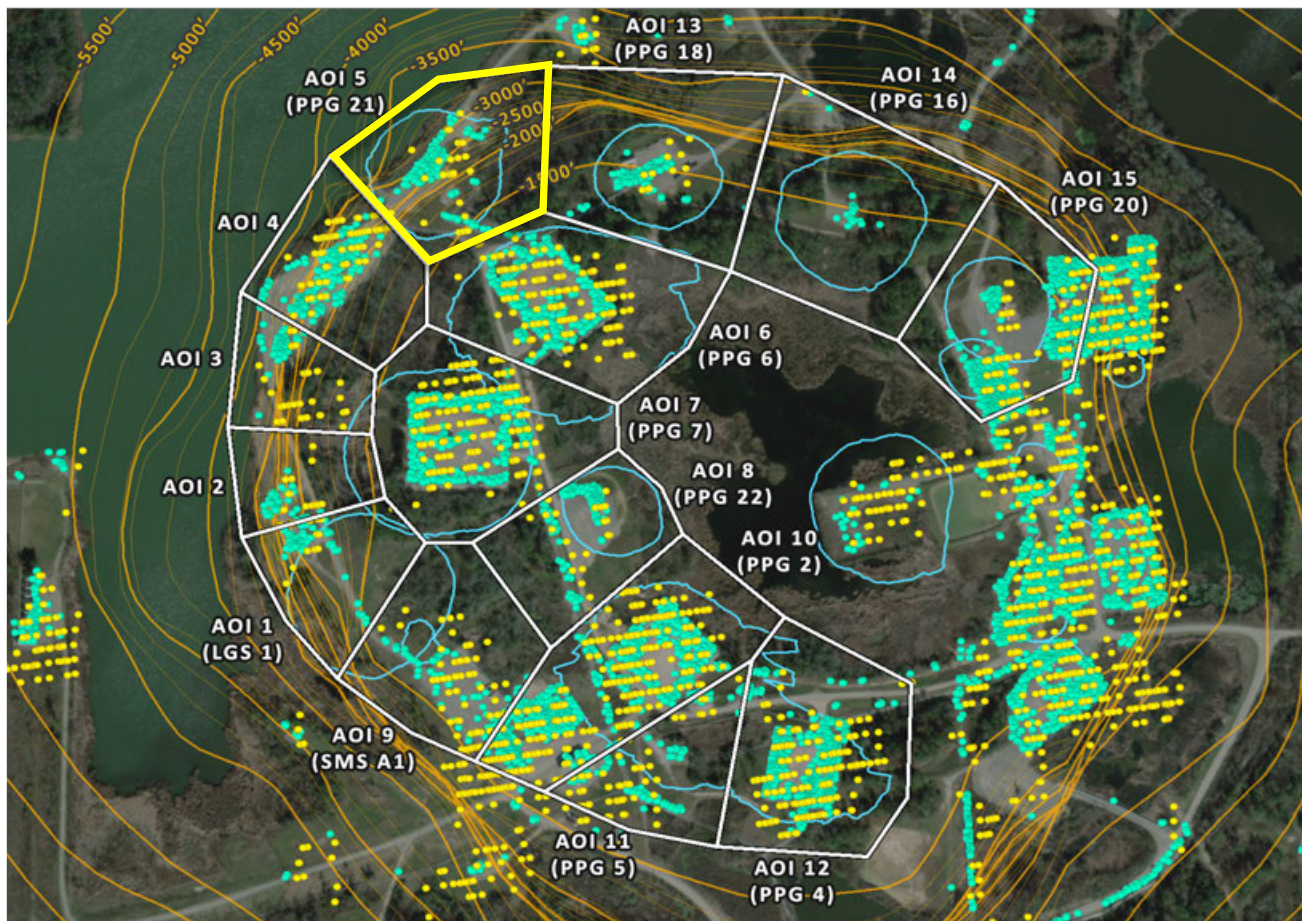 -5500'
-5000'
-4500'
-4000'
-3500'
-3000'
-2500'
-2000'
AOI 13
(PPG 18)
AOI 14
(PPG 16)
AOI 5
(PPG 21)
AOI 15
(PPG 20)
AOI 4
AOI 3
AOI 6
(PPG 6)
AOI 7
(PPG 7)
AOI 2
AOI 8
(PPG 22)
AOI 10
(PPG 2)
AOI 1
(LGS 1)
AOI 9
(SMS A1)
AOI 11
(PPG 5)
AOI 12
(PPG 4)